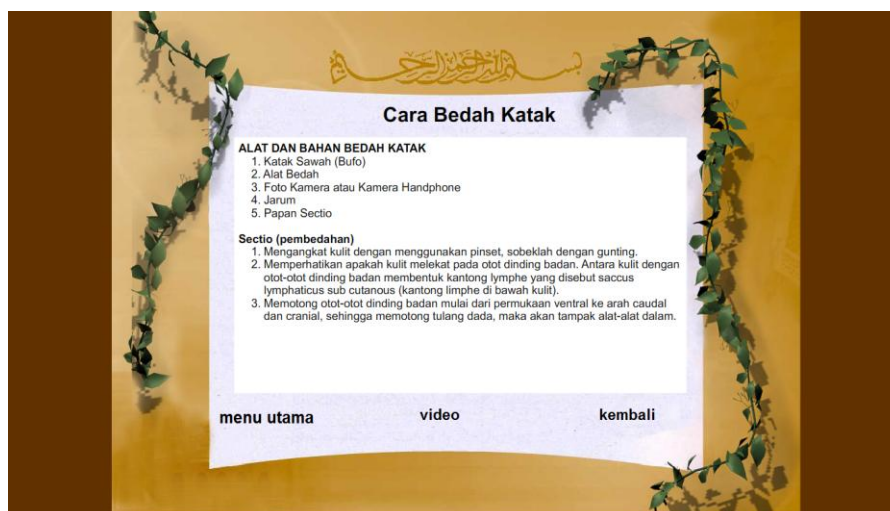 بسم الله الرحمن الرحيم
Cara Bedah Katak
ALAT DAN BAHAN BEDAH KATAK
1. Katak Sawah (Bufo)
2. Alat Bedah
3. Foto Kamera atau Kamera Handphone
4. Jarum
5. Papan Sectio
Sectio (pembedahan)
1. Mengangkat kulit dengan menggunakan pinset, sobeklah dengan gunting.
2. Memperhatikan apakah kulit melekat pada otot dinding badan. Antara kulit dengan
otot-otot dinding badan membentuk kantong lymphe yang disebut saccus
lymphaticus sub cutanous (kantong limphe di bawah kulit).
3. Memotong otot-otot dinding badan mulai dari permukaan ventral ke arah caudal
dan cranial, sehingga memotong tulang dada, maka akan tampak alat-alat dalam.
menu utama
video
kembali